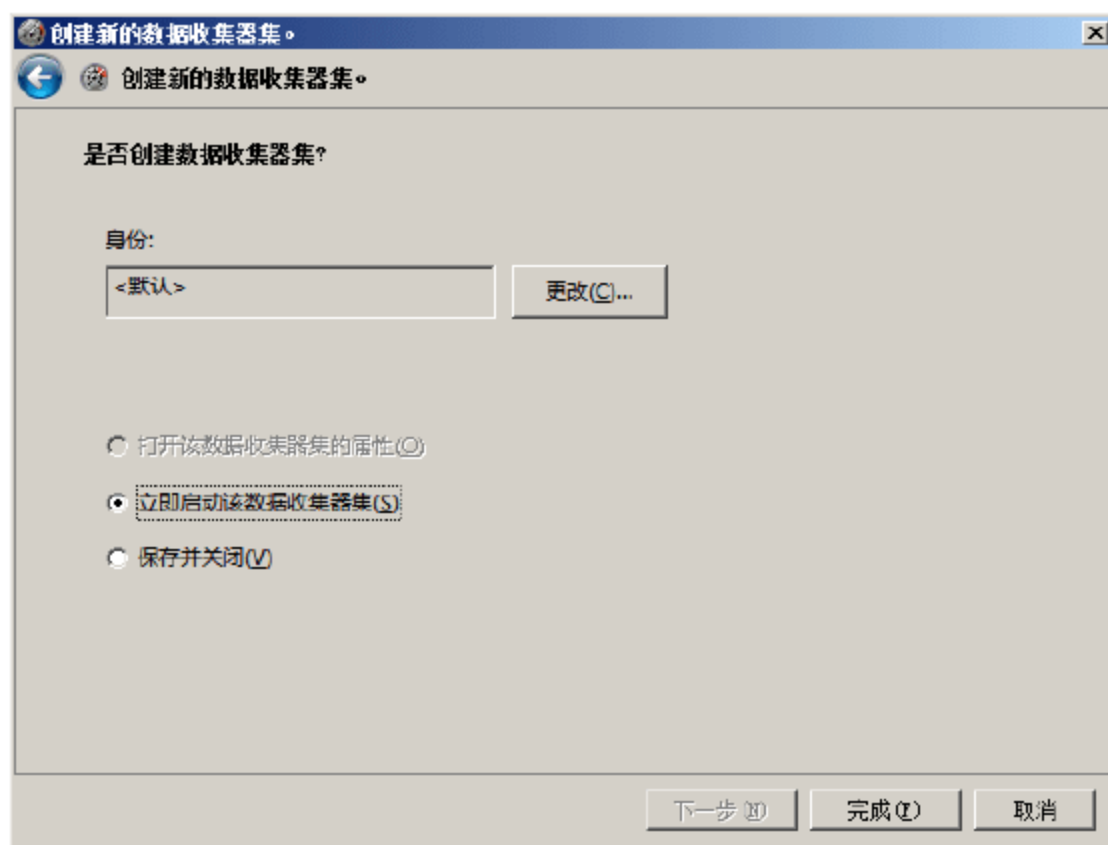 创建新的数据收集器集。
创建新的数据收集器集。
是否创建数据收集器集?
身份:
<默认>
更改(C)...
打开该数据收集器集的属性(O)
立即启动该数据收集器集(S)
保存并关闭(V)
下一步(N) 完成(F) 取消